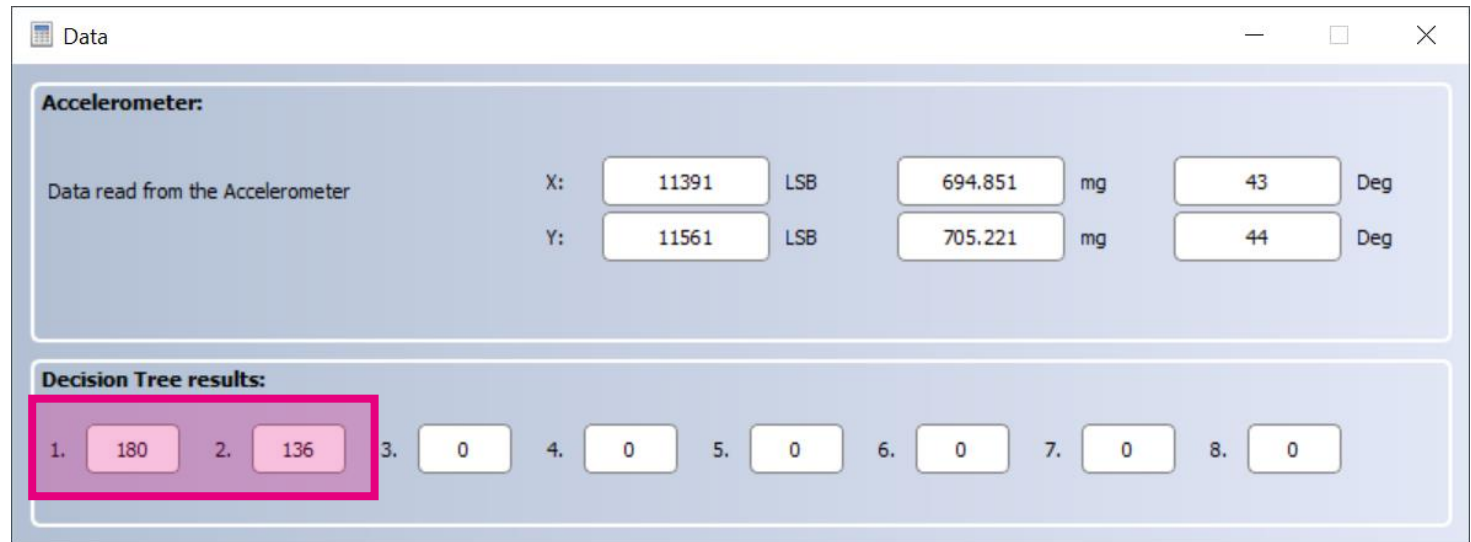 Data
Accelerometer:
Data read from the Accelerometer
X: 11391 LSB 694.851 mg 43 Deg
Y: 11561 LSB 705.221 mg 44 Deg
Decision Tree results:
1. 180 2. 136 3. 0 4. 0 5. 0 6. 0 7. 0 8. 0